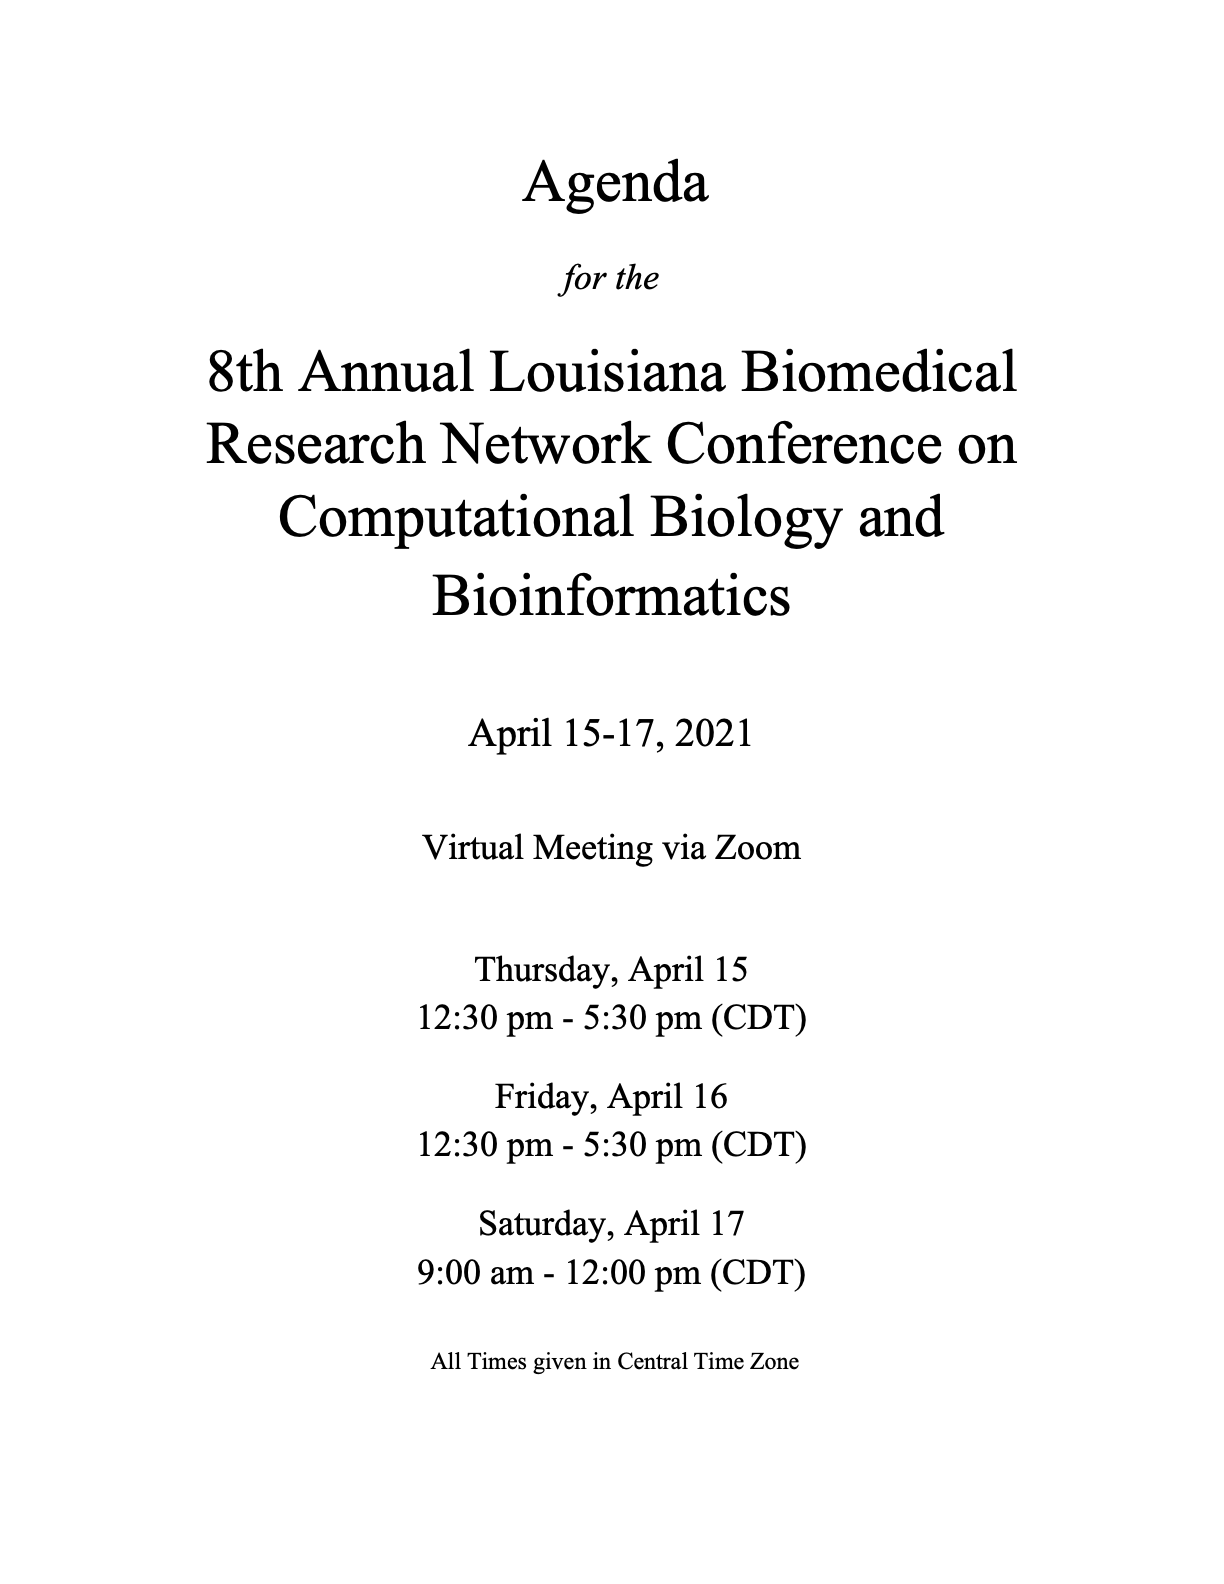 Agenda
for the
8th Annual Louisiana Biomedical
Research Network Conference on
Computational Biology and
Bioinformatics
April 15-17, 2021
Virtual Meeting via Zoom
Thursday, April 15
12:30 pm - 5:30 pm (CDT)
Friday, April 16
12:30 pm - 5:30 pm (CDT)
Saturday, April 17
9:00 am - 12:00 pm (CDT)
All Times given in Central Time Zone